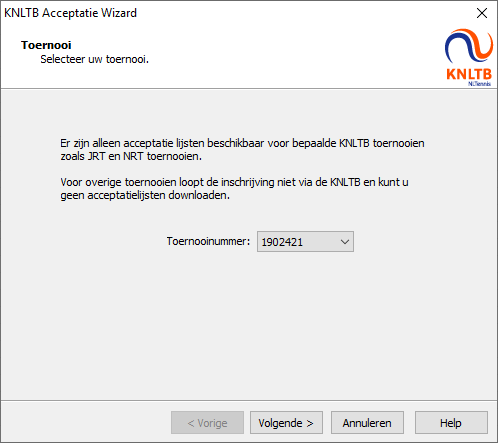 KNLTB Acceptatie Wizard
Toernooi
Selecteer uw toernooi.
KNLTB
NLTennis
Er zijn alleen acceptatie lijsten beschikbaar voor bepaalde KNLTB toernooien
zoals JRT en NRT toernooien.
Voor overige toernooien loopt de inschrijving niet via de KNLTB en kunt u
geen acceptatielijsten downloaden.
Toernooinummer: 1902421
< Vorige Volgende > Annuleren Help